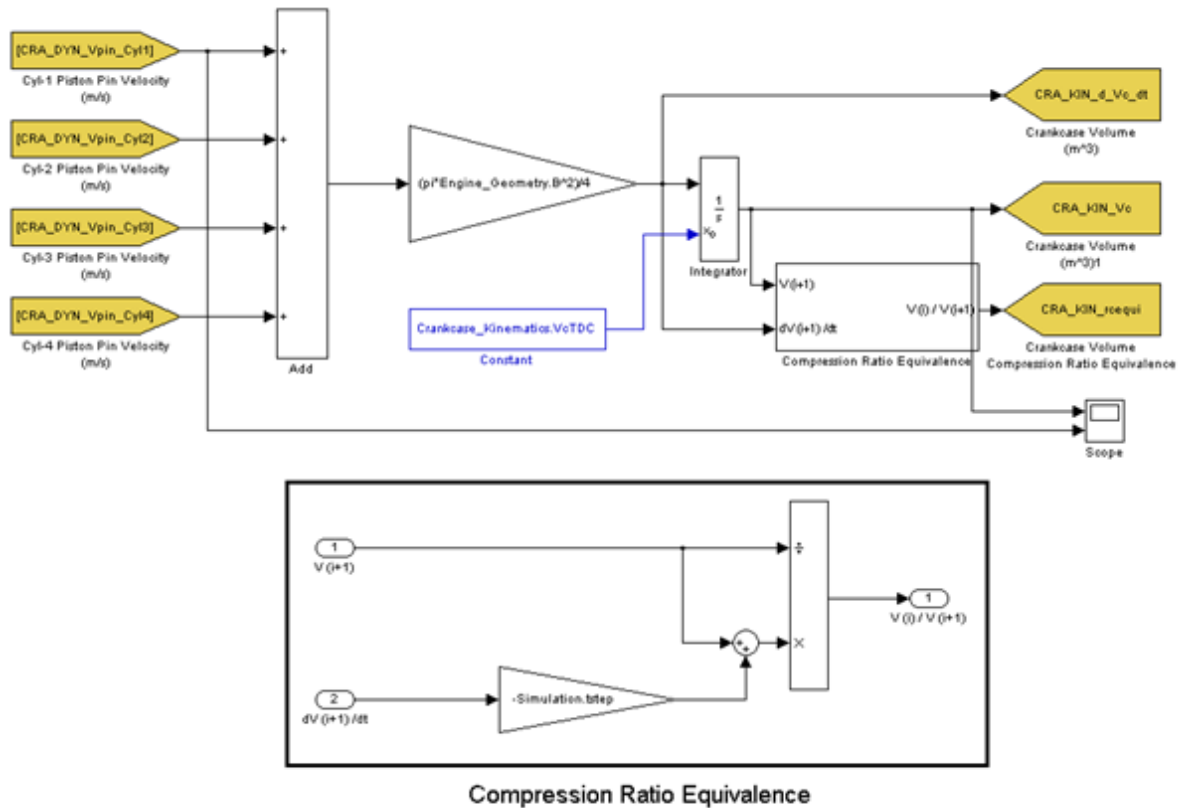 [CRA_DYN_Vpin_Cyl1]
Cyl-1 Piston Pin Velocity
(m/s)
[CRA_DYN_Vpin_Cyl2]
Cyl-2 Piston Pin Velocity
(m/s)
[CRA_DYN_Vpin_Cyl3]
Cyl-3 Piston Pin Velocity
(m/s)
[CRA_DYN_Vpin_Cyl4]
Cyl-4 Piston Pin Velocity
(m/s)
+
+
+
+
Add
(pi*Engine_Geometry.B^2)/4
Crankcase_Kinematics.VcTDC
Constant
1
s
xo
Integrator
V(i+1)
dV(i+1)/dt
V(i) / V(i+1)
Compression Ratio Equivalence
CRA_KIN_d_Vc_dt
Crankcase Volume
(m^3)
CRA_KIN_Vc
Crankcase Volume
(m^3)1
CRA_KIN_rcequi
Crankcase Volume
Compression Ratio Equivalence
Scope
1
V(i+1)
2
dV(i+1)/dt
-Simulation.tstep
+
+
÷
×
1
V(i) / V(i+1)
Compression Ratio Equivalence